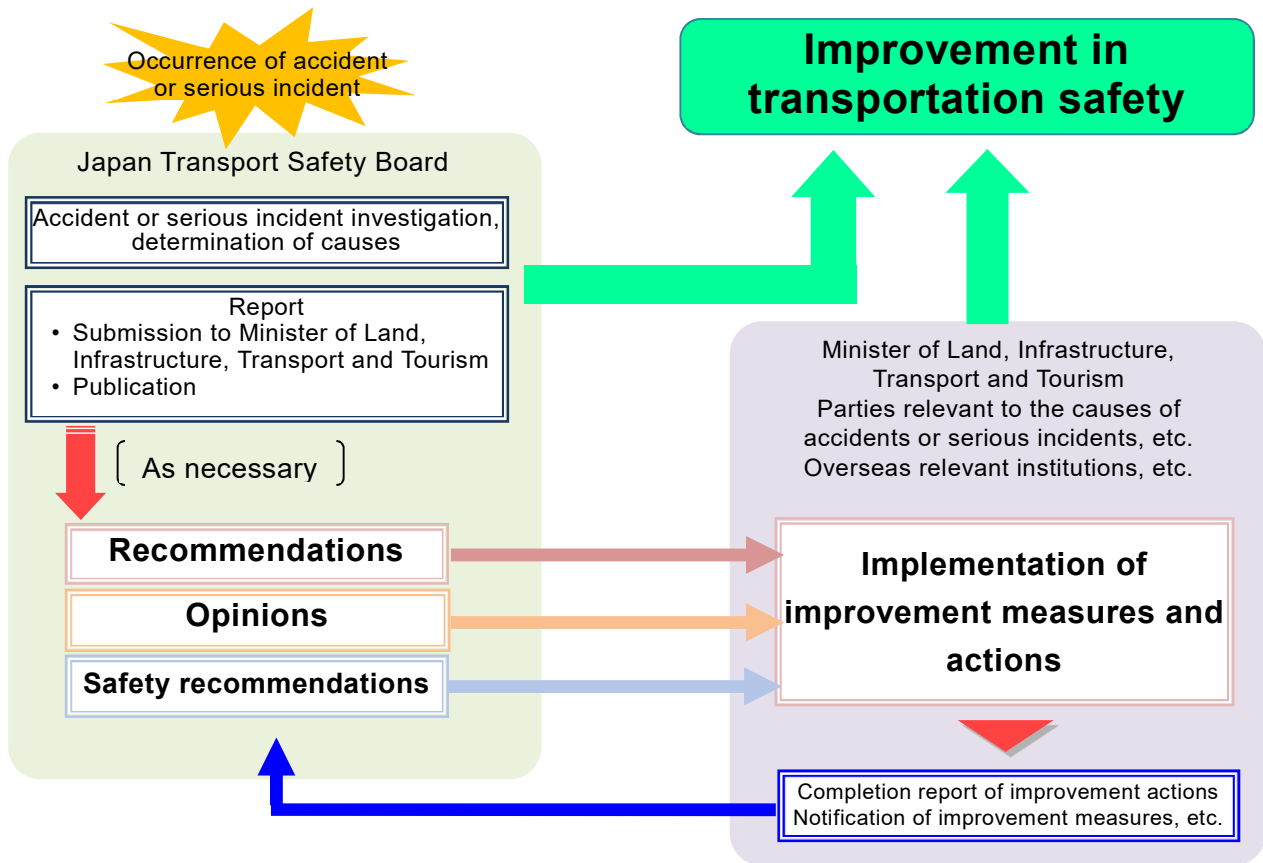 Occurrence of accident
or serious incident
Improvement in
transportation safety
Japan Transport Safety Board
Accident or serious incident investigation,
determination of causes
Report
• Submission to Minister of Land,
Infrastructure, Transport and Tourism
• Publication
As necessary
Recommendations
Opinions
Safety recommendations
Minister of Land, Infrastructure,
Transport and Tourism
Parties relevant to the causes of
accidents or serious incidents, etc.
Overseas relevant institutions, etc.
Implementation of
improvement measures and
actions
Completion report of improvement actions
Notification of improvement measures, etc.